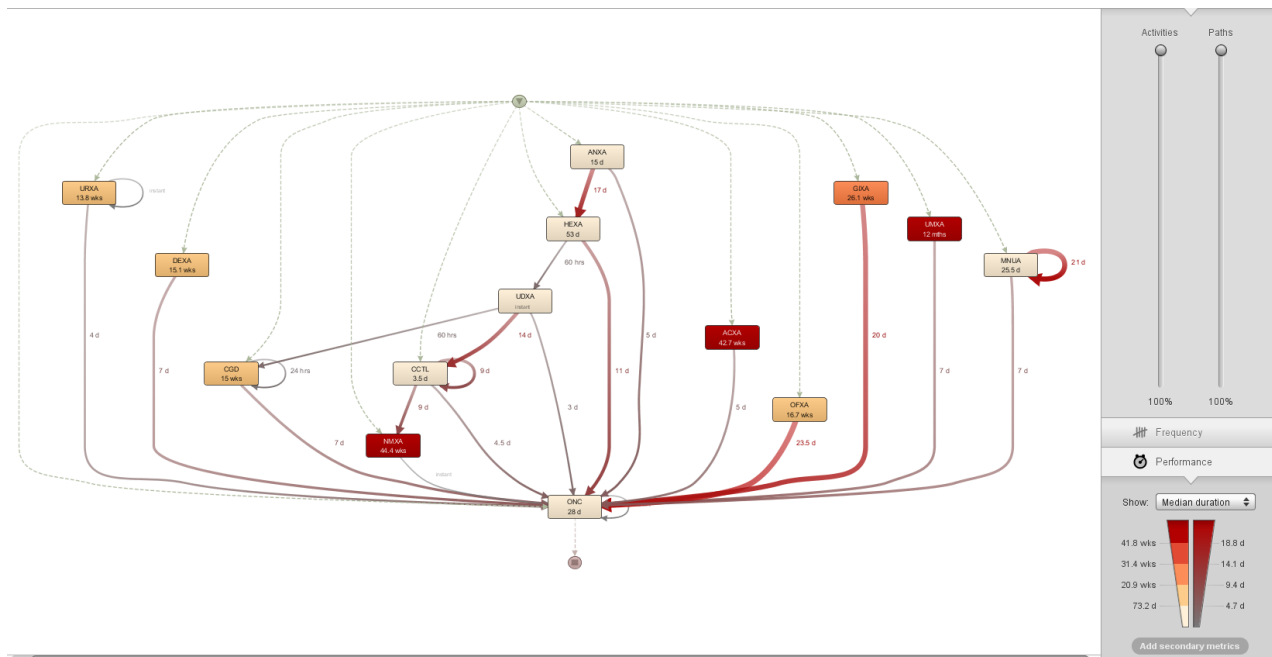 Activities
Paths
ANXA
15 d
URXA
13.8 wks
instant
17 d
GIXA
26.1 wks
HEXA
53 d
UMXA
12 mths
DEXA
15.1 wks
60 hrs
MNUA
25.5 d
21 d
UDXA
instant
4 d
60 hrs
14 d
5 d
ACXA
42.7 wks
20 d
7 d
CGD
15 wks
24 hrs
CCTL
3.5 d
9 d
11 d
7 d
7 d
9 d
3 d
5 d
OFXA
16.7 wks
100%
100%
7 d
NMXA
44.4 wks
4.5 d
23.5 d
Frequency
instant
Performance
ONC
28 d
Show:
Median duration
41.8 wks
18.8 d
31.4 wks
14.1 d
20.9 wks
9.4 d
73.2 d
4.7 d
Add secondary metrics